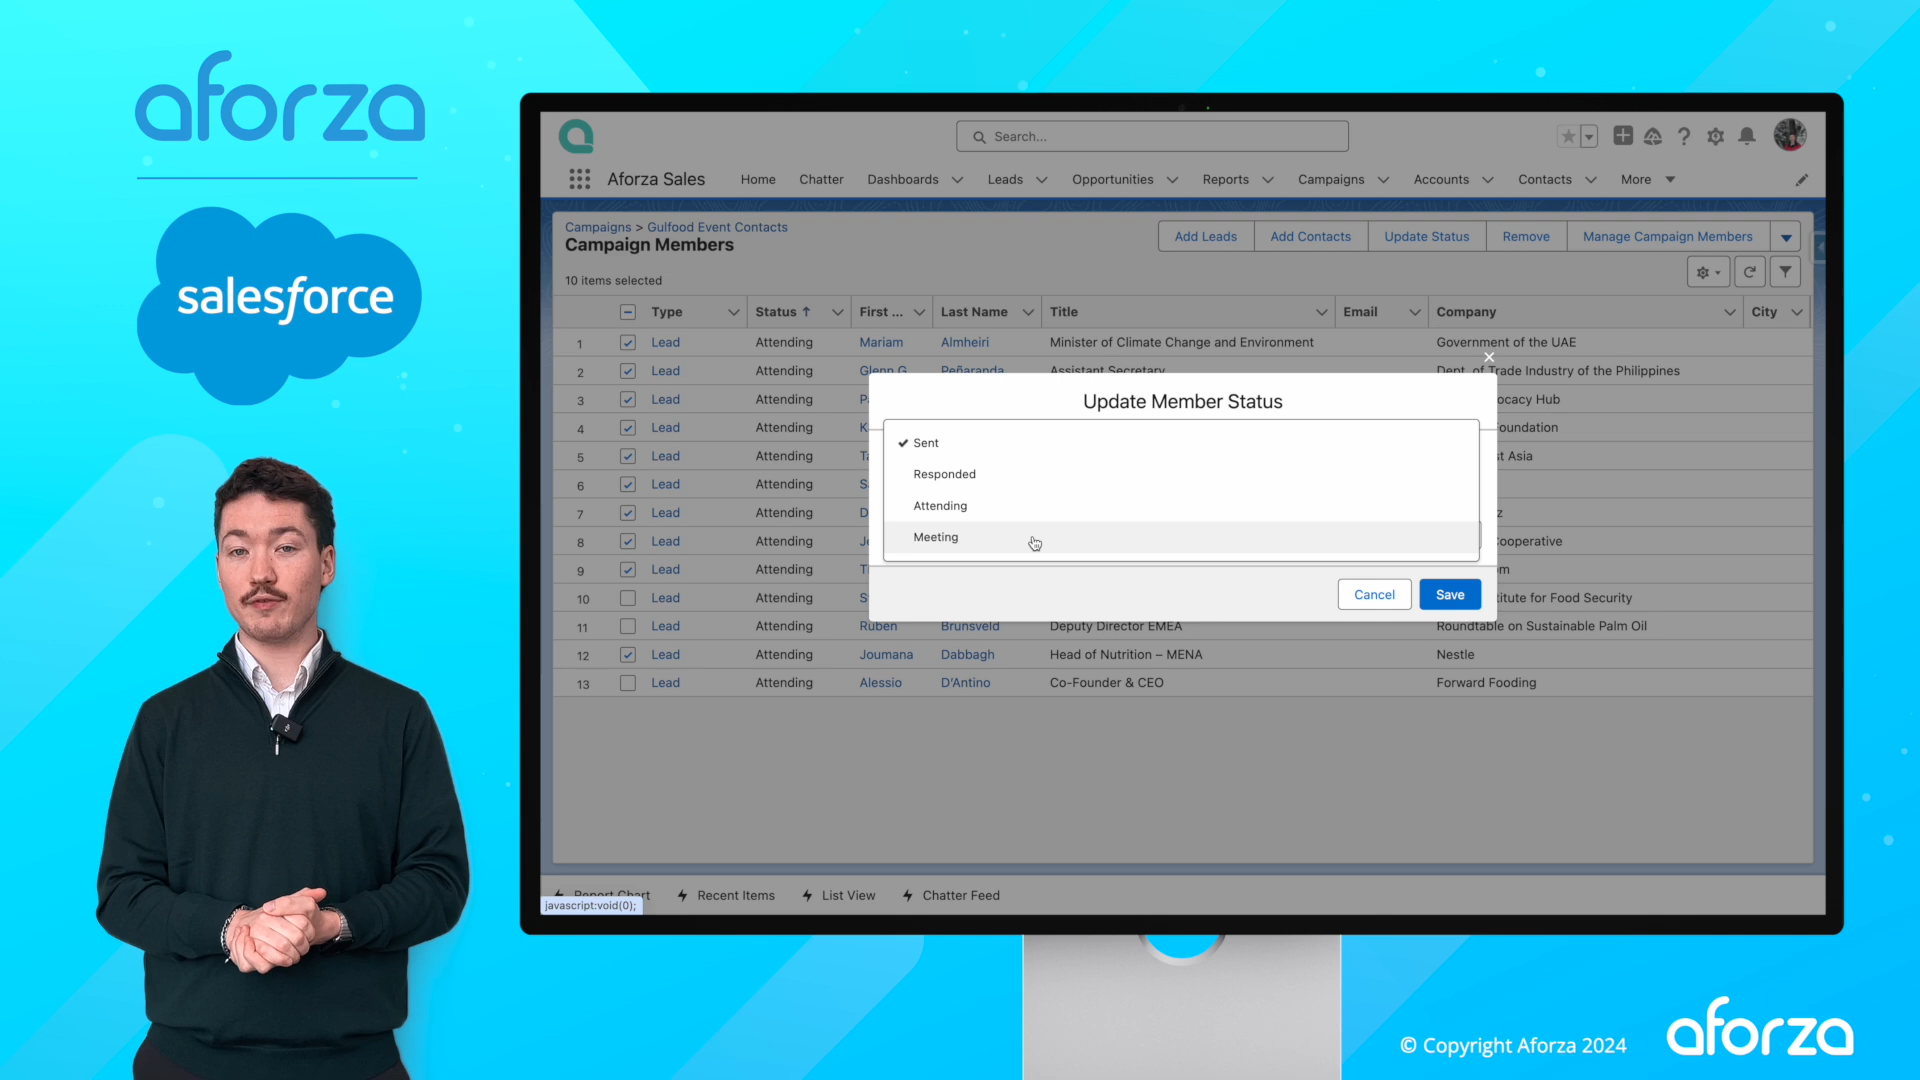 aforza
salesforce
Search...
Aforza Sales Home Chatter Dashboards Leads Opportunities Reports Campaigns Accounts Contacts More
Campaigns > Gulfood Event Contacts
Campaign Members
Add Leads Add Contacts Update Status Remove Manage Campaign Members
10 items selected
Type Status ↑ First ... Last Name Title Email Company City
1 Lead Attending Mariam Almheiri Minister of Climate Change and Environment Government of the UAE
2 Lead Attending Glenn G. Peñaranda Assistant Secretary Dept. of Trade Industry of the Philippines
3 Lead Attending
4 Lead Attending
5 Lead Attending
6 Lead Attending
7 Lead Attending
8 Lead Attending
9 Lead Attending
10 Lead Attending
Update Member Status
Sent
Responded
Attending
Meeting
Cancel Save
ocacy Hub
oundation
t Asia
z
ooperative
m
titute for Food Security
11 Lead Attending Ruben Brunsveld Deputy Director EMEA Roundtable on Sustainable Palm Oil
12 Lead Attending Joumana Dabbagh Head of Nutrition – MENA Nestle
13 Lead Attending Alessio D'Antino Co-Founder & CEO Forward Fooding
Report Chart Recent Items List View Chatter Feed
javascript:void(0);
© Copyright Aforza 2024 aforza